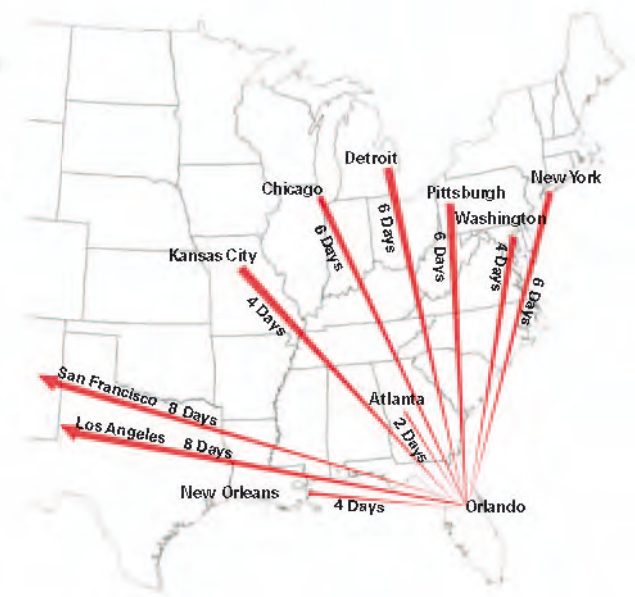 Detroit
Chicago
New York
Pittsburgh
Washington
6 Days
6 Days
6 Days
4 Days
6 Days
Kansas City
4 Days
San Francisco 8 Days
Atlanta
2 Days
Los Angeles 8 Days
New Orleans
4 Days
Orlando